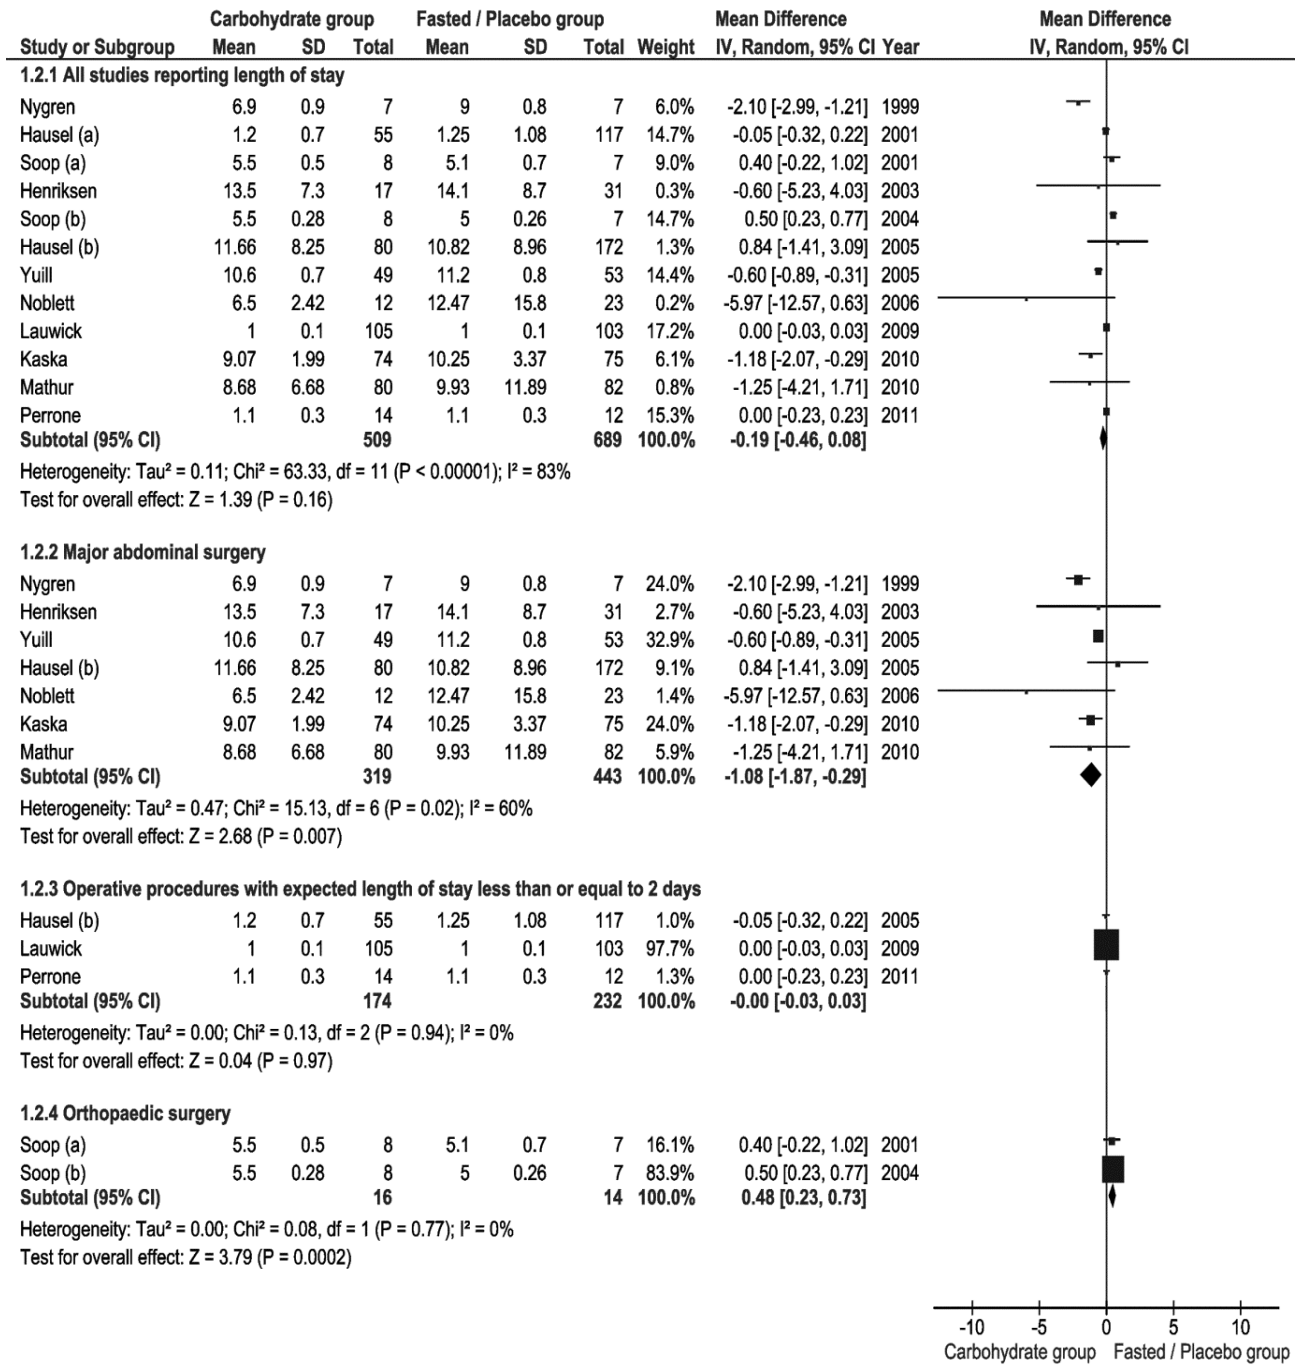 Carbohydrate group Fasted / Placebo group Mean Difference Mean Difference
Study or Subgroup Mean SD Total Mean SD Total Weight IV, Random, 95% CI Year IV, Random, 95% CI
1.2.1 All studies reporting length of stay
Nygren 6.9 0.9 7 9 0.8 7 6.0% -2.10 [-2.99, -1.21] 1999
Hausel (a) 1.2 0.7 55 1.25 1.08 117 14.7% -0.05 [-0.32, 0.22] 2001
Soop (a) 5.5 0.5 8 5.1 0.7 7 9.0% 0.40 [-0.22, 1.02] 2001
Henriksen 13.5 7.3 17 14.1 8.7 31 0.3% -0.60 [-5.23, 4.03] 2003
Soop (b) 5.5 0.28 8 5 0.26 7 14.7% 0.50 [0.23, 0.77] 2004
Hausel (b) 11.66 8.25 80 10.82 8.96 172 1.3% 0.84 [-1.41, 3.09] 2005
Yuill 10.6 0.7 49 11.2 0.8 53 14.4% -0.60 [-0.89, -0.31] 2005
Noblett 6.5 2.42 12 12.47 15.8 23 0.2% -5.97 [-12.57, 0.63] 2006
Lauwick 1 0.1 105 1 0.1 103 17.2% 0.00 [-0.03, 0.03] 2009
Kaska 9.07 1.99 74 10.25 3.37 75 6.1% -1.18 [-2.07, -0.29] 2010
Mathur 8.68 6.68 80 9.93 11.89 82 0.8% -1.25 [-4.21, 1.71] 2010
Perrone 1.1 0.3 14 1.1 0.3 12 15.3% 0.00 [-0.23, 0.23] 2011
Subtotal (95% CI) 509 689 100.0% -0.19 [-0.46, 0.08]
Heterogeneity: Tau² = 0.11; Chi² = 63.33, df = 11 (P < 0.00001); I² = 83%
Test for overall effect: Z = 1.39 (P = 0.16)
1.2.2 Major abdominal surgery
Nygren 6.9 0.9 7 9 0.8 7 24.0% -2.10 [-2.99, -1.21] 1999
Henriksen 13.5 7.3 17 14.1 8.7 31 2.7% -0.60 [-5.23, 4.03] 2003
Yuill 10.6 0.7 49 11.2 0.8 53 32.9% -0.60 [-0.89, -0.31] 2005
Hausel (b) 11.66 8.25 80 10.82 8.96 172 9.1% 0.84 [-1.41, 3.09] 2005
Noblett 6.5 2.42 12 12.47 15.8 23 1.4% -5.97 [-12.57, 0.63] 2006
Kaska 9.07 1.99 74 10.25 3.37 75 24.0% -1.18 [-2.07, -0.29] 2010
Mathur 8.68 6.68 80 9.93 11.89 82 5.9% -1.25 [-4.21, 1.71] 2010
Subtotal (95% CI) 319 443 100.0% -1.08 [-1.87, -0.29]
Heterogeneity: Tau² = 0.47; Chi² = 15.13, df = 6 (P = 0.02); I² = 60%
Test for overall effect: Z = 2.68 (P = 0.007)
1.2.3 Operative procedures with expected length of stay less than or equal to 2 days
Hausel (b) 1.2 0.7 55 1.25 1.08 117 1.0% -0.05 [-0.32, 0.22] 2005
Lauwick 1 0.1 105 1 0.1 103 97.7% 0.00 [-0.03, 0.03] 2009
Perrone 1.1 0.3 14 1.1 0.3 12 1.3% 0.00 [-0.23, 0.23] 2011
Subtotal (95% CI) 174 232 100.0% -0.00 [-0.03, 0.03]
Heterogeneity: Tau² = 0.00; Chi² = 0.13, df = 2 (P = 0.94); I² = 0%
Test for overall effect: Z = 0.04 (P = 0.97)
1.2.4 Orthopaedic surgery
Soop (a) 5.5 0.5 8 5.1 0.7 7 16.1% 0.40 [-0.22, 1.02] 2001
Soop (b) 5.5 0.28 8 5 0.26 7 83.9% 0.50 [0.23, 0.77] 2004
Subtotal (95% CI) 16 14 100.0% 0.48 [0.23, 0.73]
Heterogeneity: Tau² = 0.00; Chi² = 0.08, df = 1 (P = 0.77); I² = 0%
Test for overall effect: Z = 3.79 (P = 0.0002)
-10 -5 0 5 10
Carbohydrate group Fasted / Placebo group